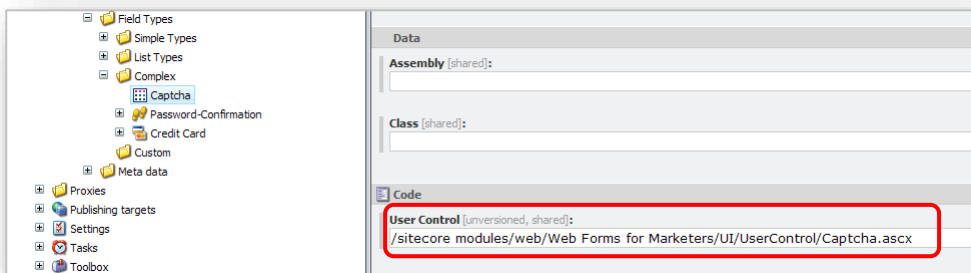 Field Types
Simple Types
List Types
Complex
Captcha
Password-Confirmation
Credit Card
Custom
Meta data
Proxies
Publishing targets
Settings
Tasks
Toolbox
Data
Assembly [shared]:
Class [shared]:
Code
User Control [unversioned, shared]:
/sitecore modules/web/Web Forms for Marketers/UI/UserControl/Captcha.ascx